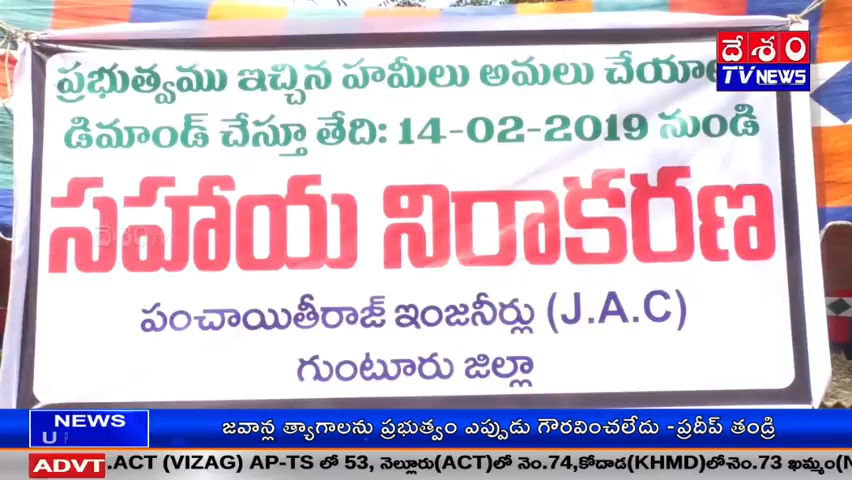 దేశం
TV NEWS
ప్రభుత్వము ఇచ్చిన హమీలు అమలు
డిమాండ్ చేస్తూ తేది: 14-02-2019 నుండి
సహాయ నిరాకరణ
పంచాయితీరాజ్ ఇంజనీర్లు (J.A.C)
గుంటూరు జిల్లా
NEWS
జవాన్ల త్యాగాలను ప్రభుత్వం ఎప్పుడు గౌరవించలేదు -ప్రదీప్ తండ్రి
ADVT .ACT (VIZAG) AP-TS లో 53, నెల్లూరు(ACT)లో నెం.74,కోదాడ(KHMD)లోనెం.73 ఖమ్మం(N